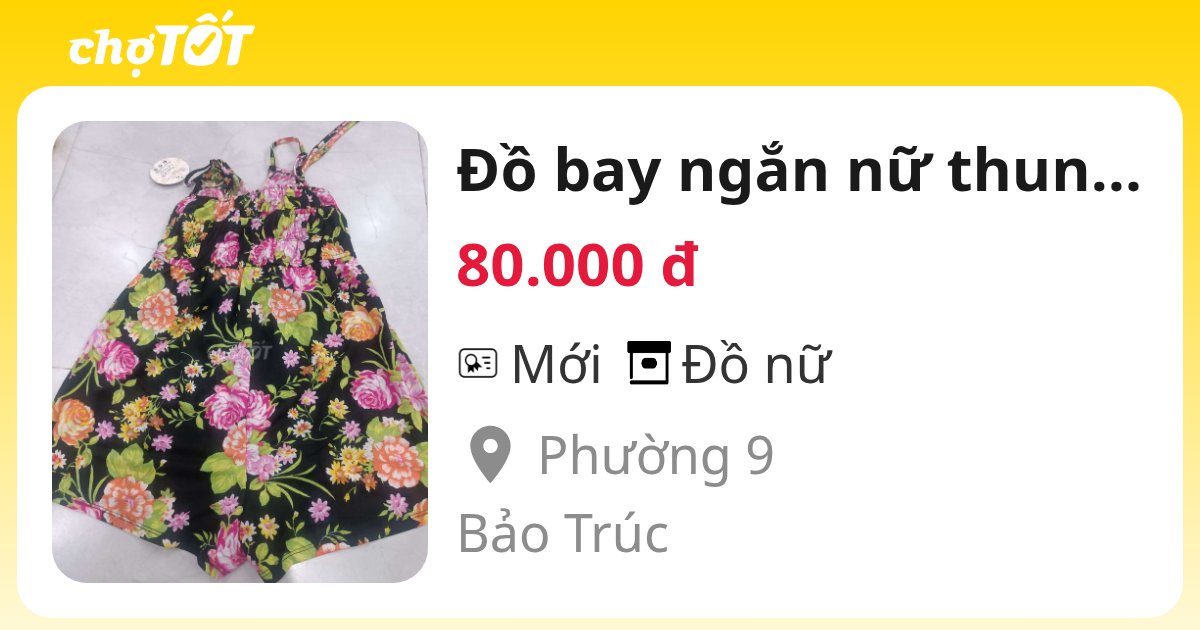 chợTỐT
Đồ bay ngắn nữ thun...
80.000 đ
Mới Đồ nữ
Phường 9
Bảo Trúc